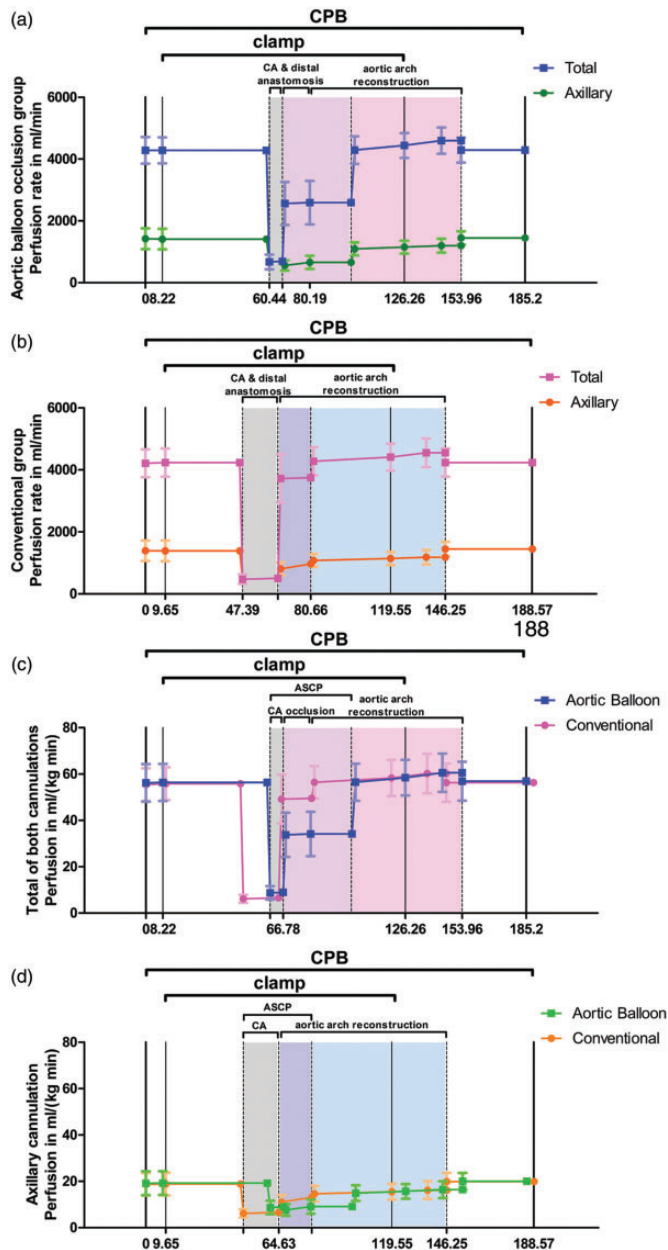 (a)
CPB
clamp
CA & distal
anastomosis
aortic arch
reconstruction
Total
Axillary
Aortic balloon occlusion group
Perfusion rate in ml/min
6000
4000
2000
0
08.22 60.44 80.19 126.26 153.96 185.2
(b)
CPB
clamp
CA & distal
anastomosis
aortic arch
reconstruction
Total
Axillary
Conventional group
Perfusion rate in ml/min
6000
4000
2000
0
0 9.65 47.39 80.66 119.55 146.25 188.57
188
(c)
CPB
clamp
ASCP
CA occlusion
aortic arch
reconstruction
Aortic Balloon
Conventional
Total of both cannulations
Perfusion in ml/(kg min)
80
60
40
20
0
08.22 66.78 126.26 153.96 185.2
(d)
CPB
clamp
ASCP
CA
aortic arch reconstruction
Aortic Balloon
Conventional
Axillary cannulation
Perfusion in ml/(kg min)
80
60
40
20
0
0 9.65 64.63 119.55 146.25 188.57